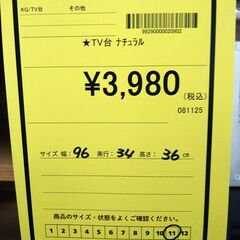 KG/TV台 その他
9929000002902
★TV台 ナチュラル
¥3,980
(税込)
081125
サイズ 幅: 96 奥行: 34 高さ: 36 cm
商品のサイズ・状態をよくご確認ください。
1 2 3 4 5 6 7 8 9 10 11 12